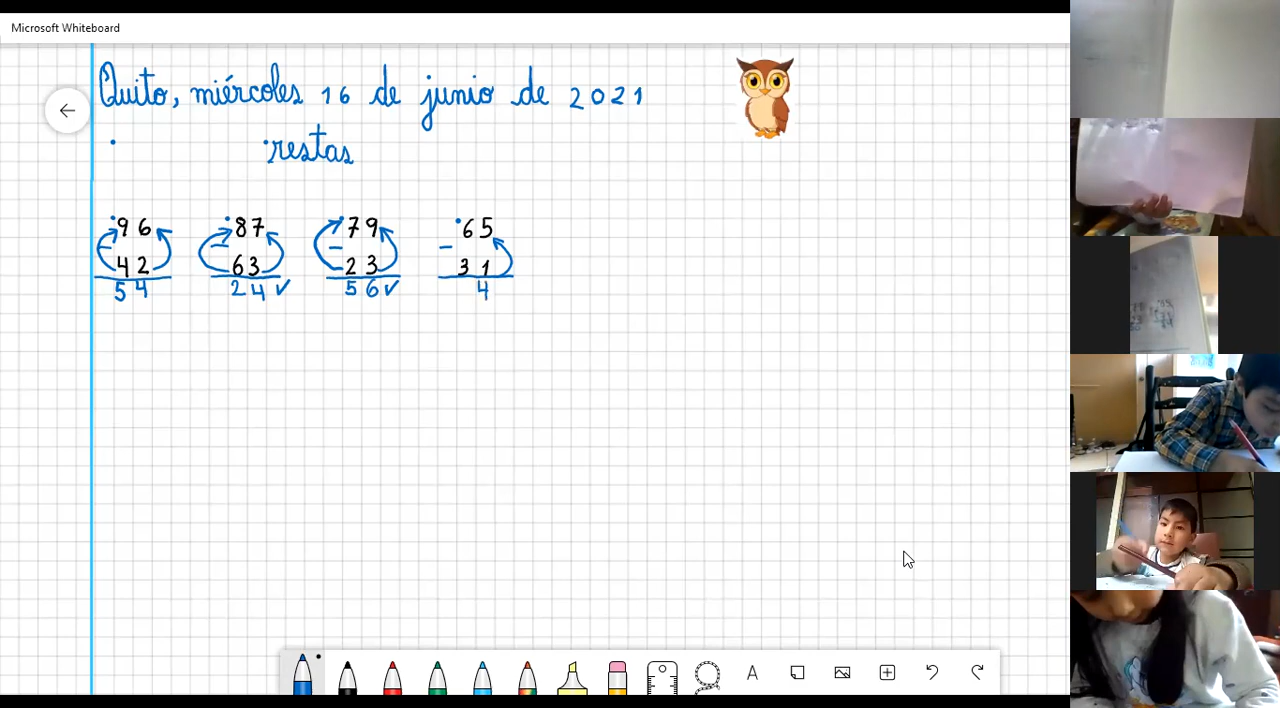 Microsoft Whiteboard
Quito, miércoles 16 de junio de 2021
restas
96 87 79 65
- - - -
42 63 23 31
54 24✓ 56✓ 4
A